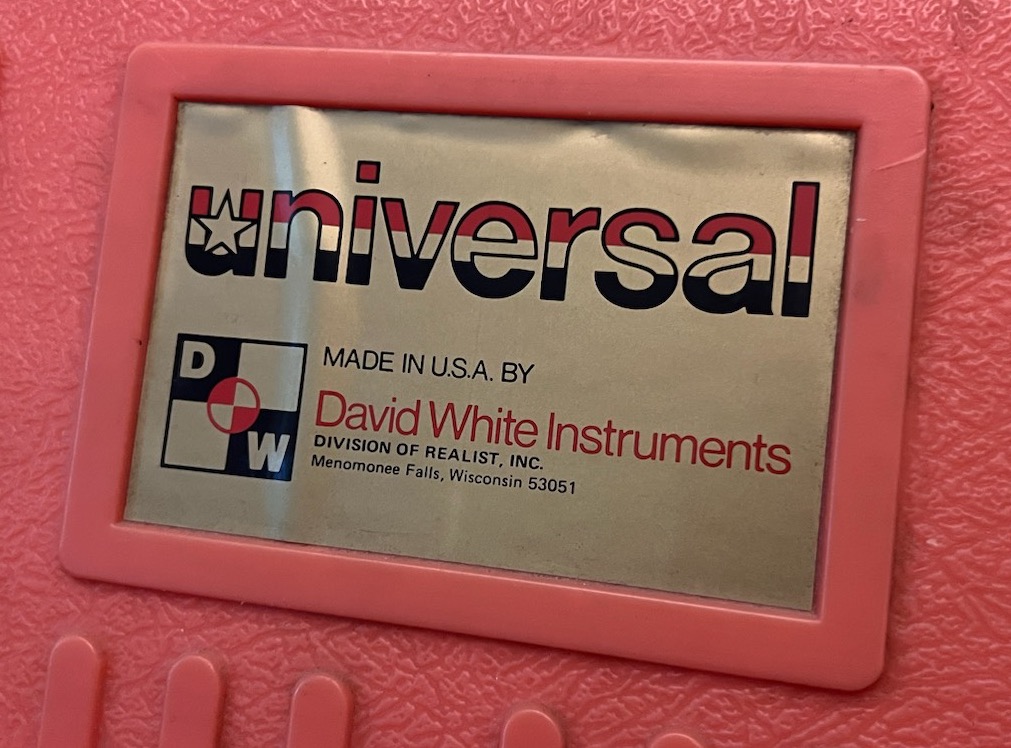 universal
D
W
MADE IN U.S.A. BY
David White Instruments
DIVISION OF REALIST, INC.
Menomonee Falls, Wisconsin 53051